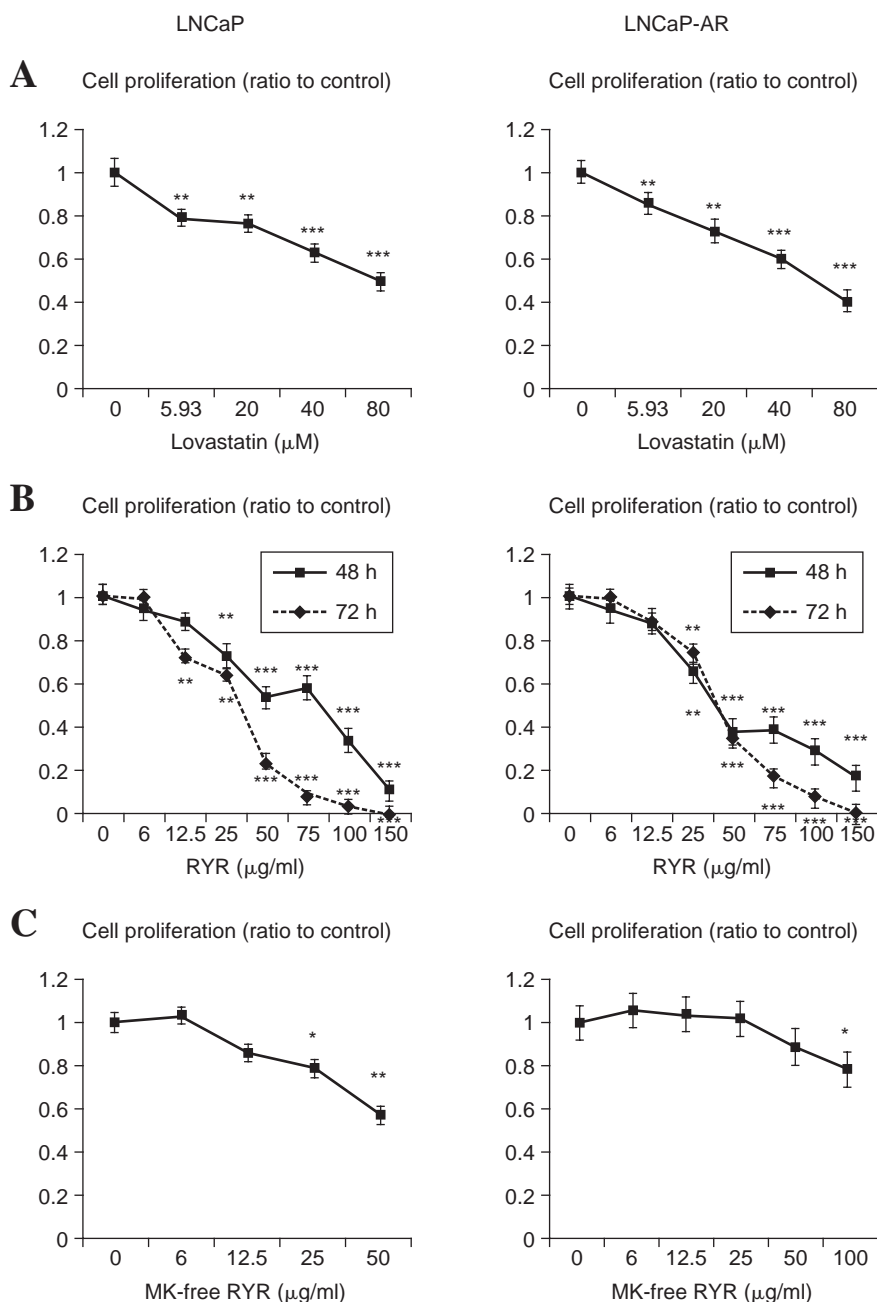 LNCaP
LNCaP-AR
A
Cell proliferation (ratio to control)
1.2
1
0.8
0.6
0.4
0.2
0
**
**
***
***
0 5.93 20 40 80
Lovastatin (μM)
Cell proliferation (ratio to control)
1.2
1
0.8
0.6
0.4
0.2
0
**
**
***
***
0 5.93 20 40 80
Lovastatin (μM)
B
Cell proliferation (ratio to control)
1.2
1
0.8
0.6
0.4
0.2
0
48 h
72 h
**
***
***
***
***
**
**
***
***
***
***
0 6 12.5 25 50 75 100 150
RYR (μg/ml)
Cell proliferation (ratio to control)
1.2
1
0.8
0.6
0.4
0.2
0
48 h
72 h
**
***
***
***
***
**
***
***
***
***
0 6 12.5 25 50 75 100 150
RYR (μg/ml)
C
Cell proliferation (ratio to control)
1.2
1
0.8
0.6
0.4
0.2
0
*
**
0 6 12.5 25 50
MK-free RYR (μg/ml)
Cell proliferation (ratio to control)
1.2
1
0.8
0.6
0.4
0.2
0
*
0 6 12.5 25 50 100
MK-free RYR (μg/ml)